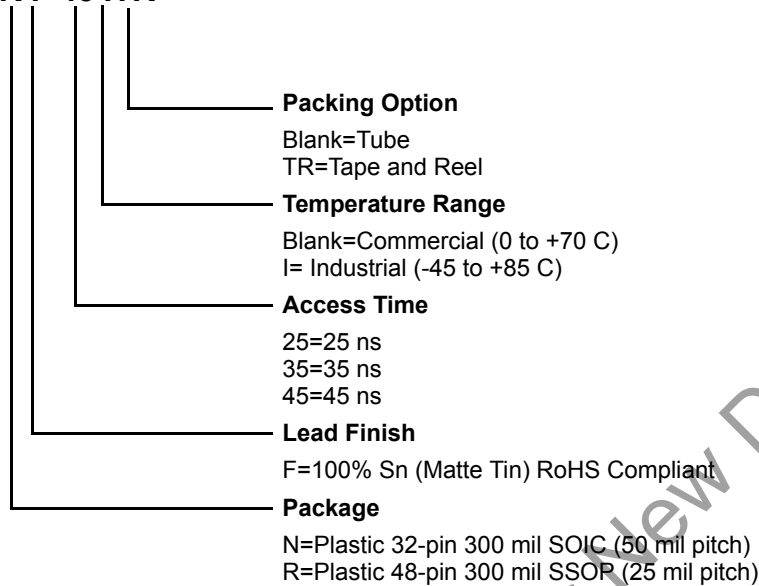 Packing Option
Blank=Tube
TR=Tape and Reel
Temperature Range
Blank=Commercial (0 to +70 C)
I= Industrial (-45 to +85 C)
Access Time
25=25 ns
35=35 ns
45=45 ns
Lead Finish
F=100% Sn (Matte Tin) RoHS Compliant
Package
N=Plastic 32-pin 300 mil SOIC (50 mil pitch)
R=Plastic 48-pin 300 mil SSOP (25 mil pitch)
New